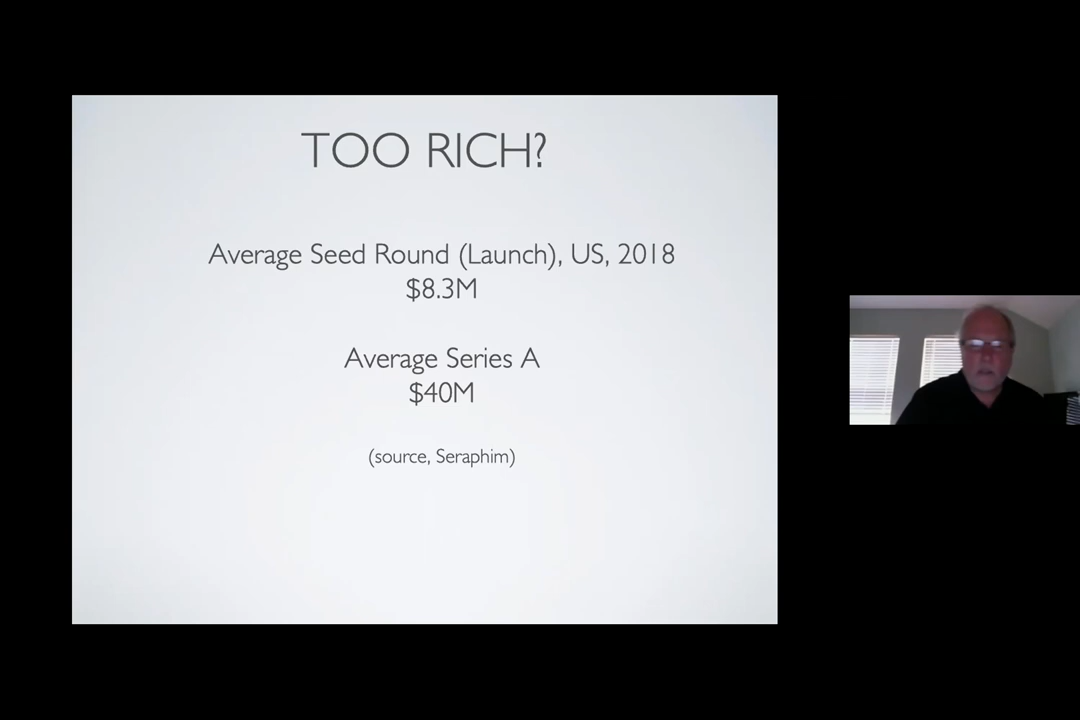 TOO RICH?
Average Seed Round (Launch), US, 2018
$8.3M
Average Series A
$40M
(source, Seraphim)